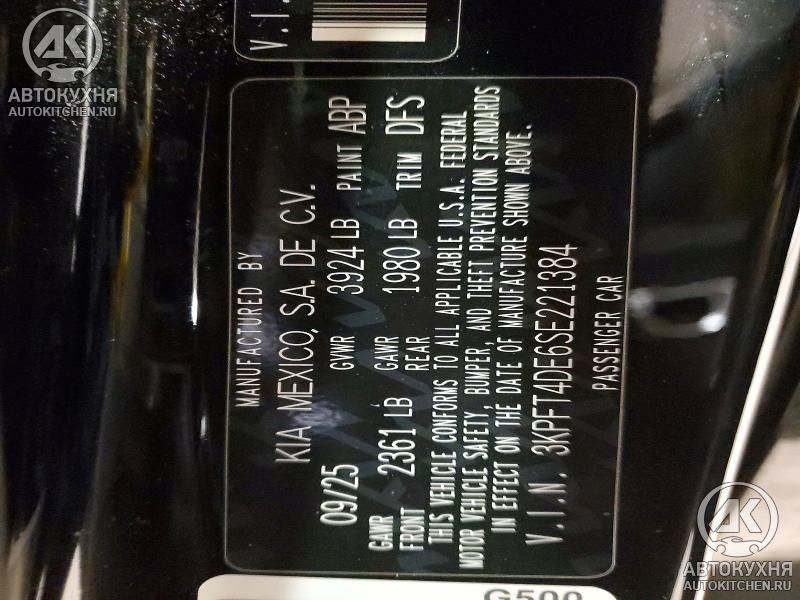 V.I.
MANUFACTURED BY
KIA MEXICO, S.A. DE C.V.
09/25 GVWR 3924 LB PAINT ABP
GAWR FRONT 2361 LB GAWR REAR 1980 LB TRIM DFS
THIS VEHICLE CONFORMS TO ALL APPLICABLE U.S.A. FEDERAL
MOTOR VEHICLE SAFETY, BUMPER, AND THEFT PREVENTION STANDARDS
IN EFFECT ON THE DATE OF MANUFACTURE SHOWN ABOVE.
V.I.N. 3KPFT4DE6SE221384
PASSENGER CAR
G500
АВТОКУХНЯ
AUTOKITCHEN.RU
АВТОКУХНЯ
AUTOKITCHEN.RU